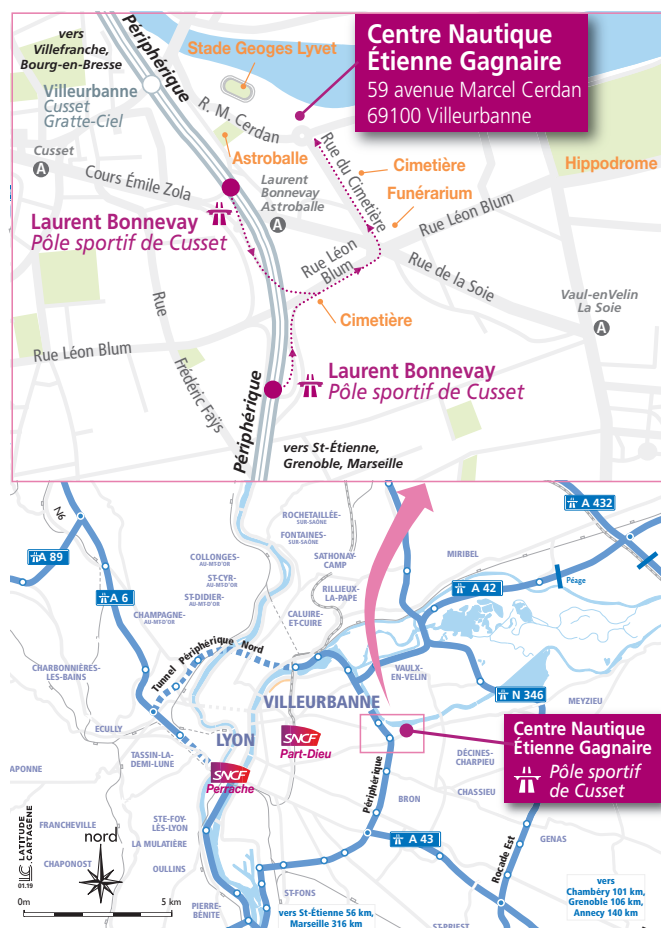 vers
Villefranche,
Bourg-en-Bresse
Périphérique
Stade Geoges Lyvet
Centre Nautique
Étienne Gagnaire
59 avenue Marcel Cerdan
69100 Villeurbanne
Villeurbanne
Cusset
Gratte-Ciel
R. M. Cerdan
Cusset
A
Astroballe
Rue du Cimetière
Cimetière
Hippodrome
Cours Émile Zola
Laurent
Bonnevay
Astroballe
A
Funérarium
Rue Léon Blum
Laurent Bonnevay
Pôle sportif de Cusset
Rue Léon
Blum
Rue de la Soie
Rue
Vaul-enVelin
La Soie
A
Cimetière
Rue Léon Blum
Frédéric Faÿs
Laurent Bonnevay
Pôle sportif de Cusset
Périphérique
vers St-Étienne,
Grenoble, Marseille
N6
ROCHETAILLÉE-
SUR-SAÔNE
A 432
FONTAINES-
SUR-SAÔNE
A 89
COLLONGES-
AU-MT-D'OR
SATHONAY-
CAMP
MIRIBEL
ST-CYR-
AU-MT-D'OR
Péage
A 6
ST-DIDIER-
AU-MT-D'OR
RILLIEUX-
LA-PAPE
A 42
CHAMPAGNE-
AU-MT-D'OR
CALUIRE-
ET-CUIRE
Tunnel Périphérique Nord
CHARBONNIÈRES-
LES-BAINS
VAULX-
EN-VELIN
VILLEURBANNE
N 346
MEYZIEU
ÉCULLY
LYON
SNCF
Part-Dieu
Centre Nautique
Étienne Gagnaire
Pôle sportif
de Cusset
TASSIN-LA-
DEMI-LUNE
DÉCINES-
CHARPIEU
APONNE
SNCF
Perrache
Périphérique
BRON
CHASSIEU
LATITUDE
CARTAGÈNE
LC
01.19
FRANCHEVILLE
STE-FOY-
LÈS-LYON
nord
LA MULATIÈRE
A 43
Rocade Est
GENAS
CHAPONOST
OULLINS
ST-FONS
vers
Chambéry 101 km,
Grenoble 106 km,
Annecy 140 km
0m
5 km
PIERRE-
BÉNITE
vers St-Étienne 56 km,
Marseille 316 km
ST-PRIEST